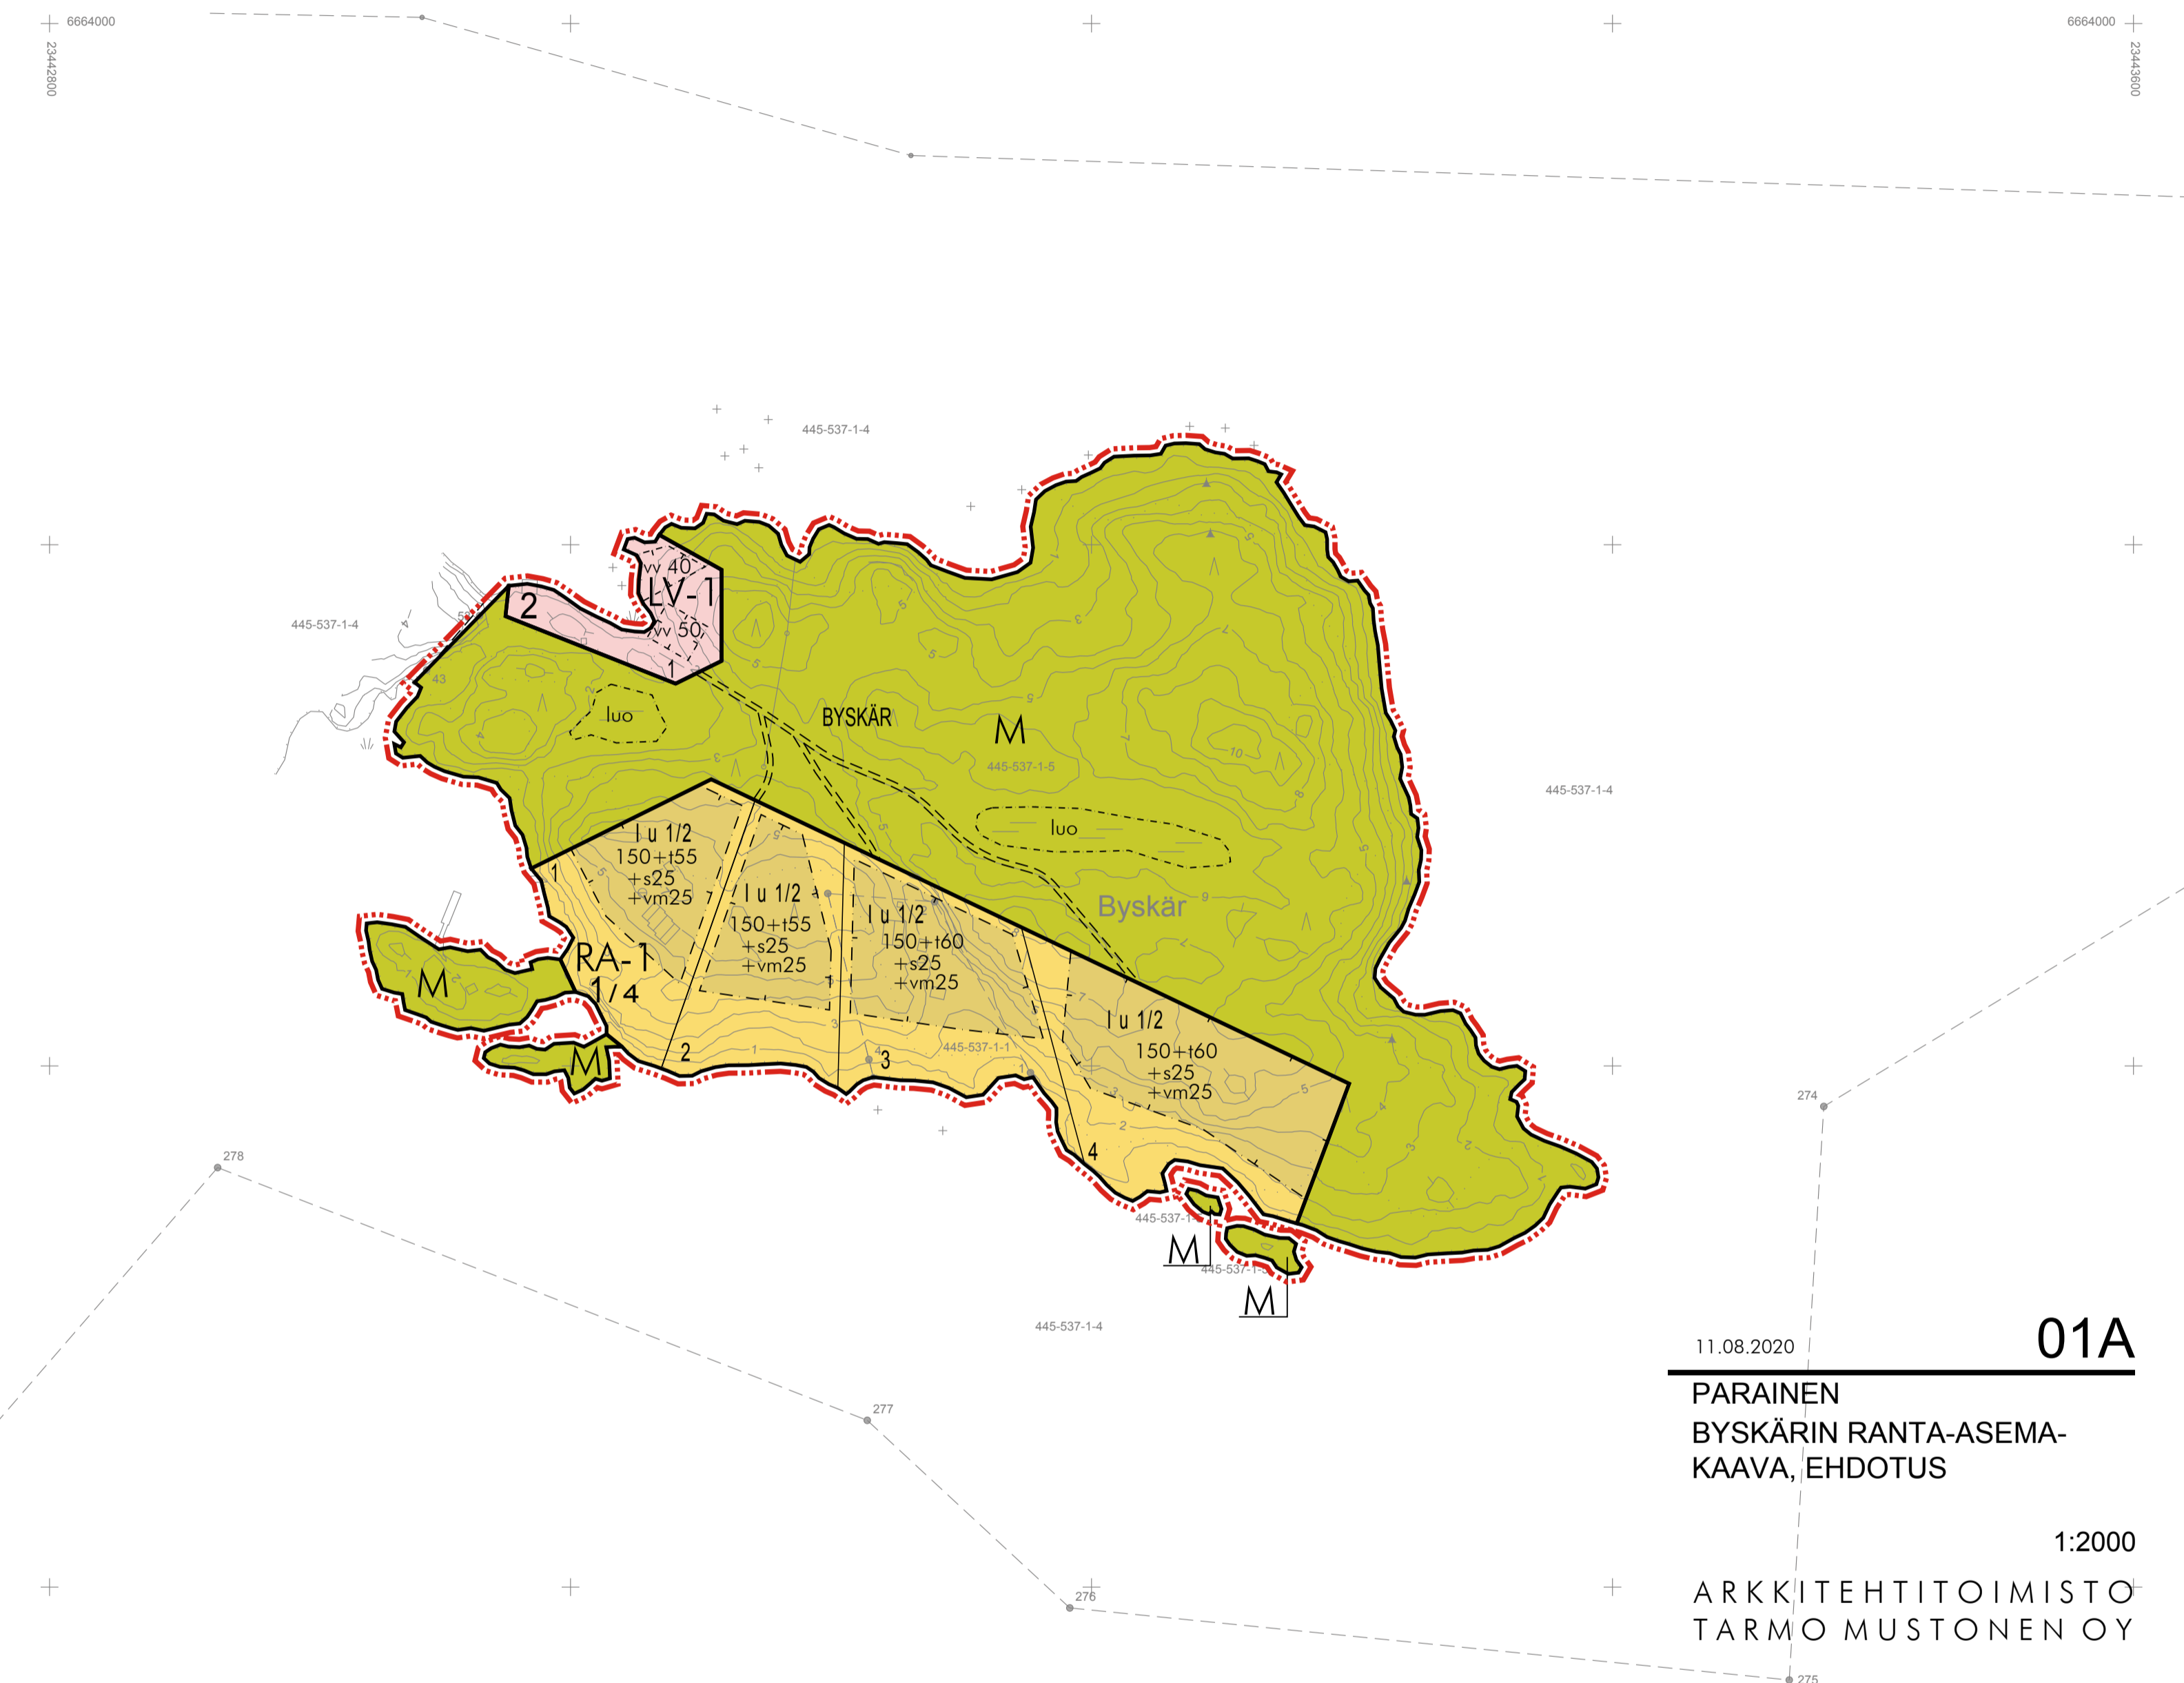 6664000
6664000
23442800
23443600
445-537-1-4
vv 40
LV-1
2
vv 50
1
445-537-1-4
43
luo
BYSKÄR
M
445-537-1-5
10
445-537-1-4
luo
Byskär
I u 1/2
150+t55
+s25
+vm25
1
I u 1/2
150+t55
+s25
+vm25
I u 1/2
150+t60
+s25
+vm25
RA-1
1/4
M
M
2
3
445-537-1-1
I u 1/2
150+t60
+s25
+vm25
4
274
278
M
M
445-537-1-4
277
276
275
11.08.2020
01A
PARAINEN
BYSKÄRIN RANTA-ASEMA-
KAAVA, EHDOTUS
1:2000
ARKKITEHTITOIMISTO
TARMO MUSTONEN OY